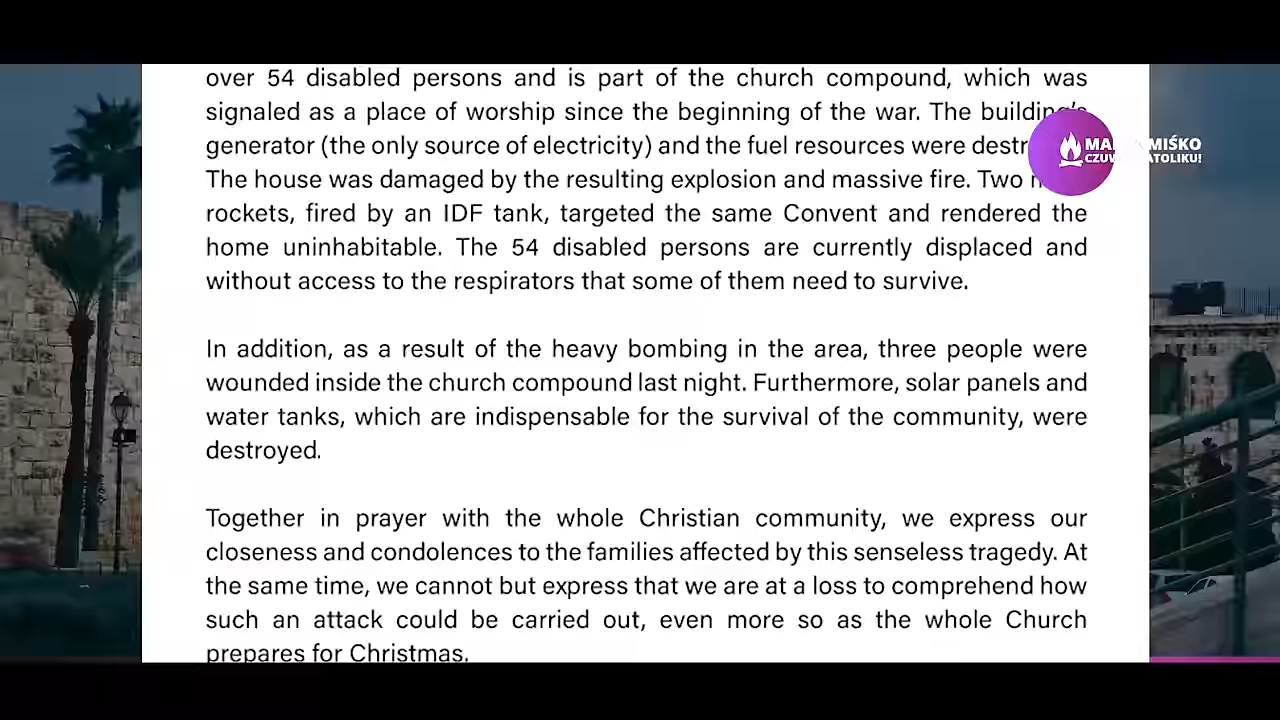 over 54 disabled persons and is part of the church compound, which was
signaled as a place of worship since the beginning of the war. The building's
generator (the only source of electricity) and the fuel resources were
The house was damaged by the resulting explosion and massive fire. Two
rockets, fired by an IDF tank, targeted the same Convent and rendered the
home uninhabitable. The 54 disabled persons are currently displaced and
without access to the respirators that some of them need to survive.
In addition, as a result of the heavy bombing in the area, three people were
wounded inside the church compound last night. Furthermore, solar panels and
water tanks, which are indispensable for the survival of the community, were
destroyed.
Together in prayer with the whole Christian community, we express our
closeness and condolences to the families affected by this senseless tragedy. At
the same time, we cannot but express that we are at a loss to comprehend how
such an attack could be carried out, even more so as the whole Church
prepares for Christmas.
MIŚKO